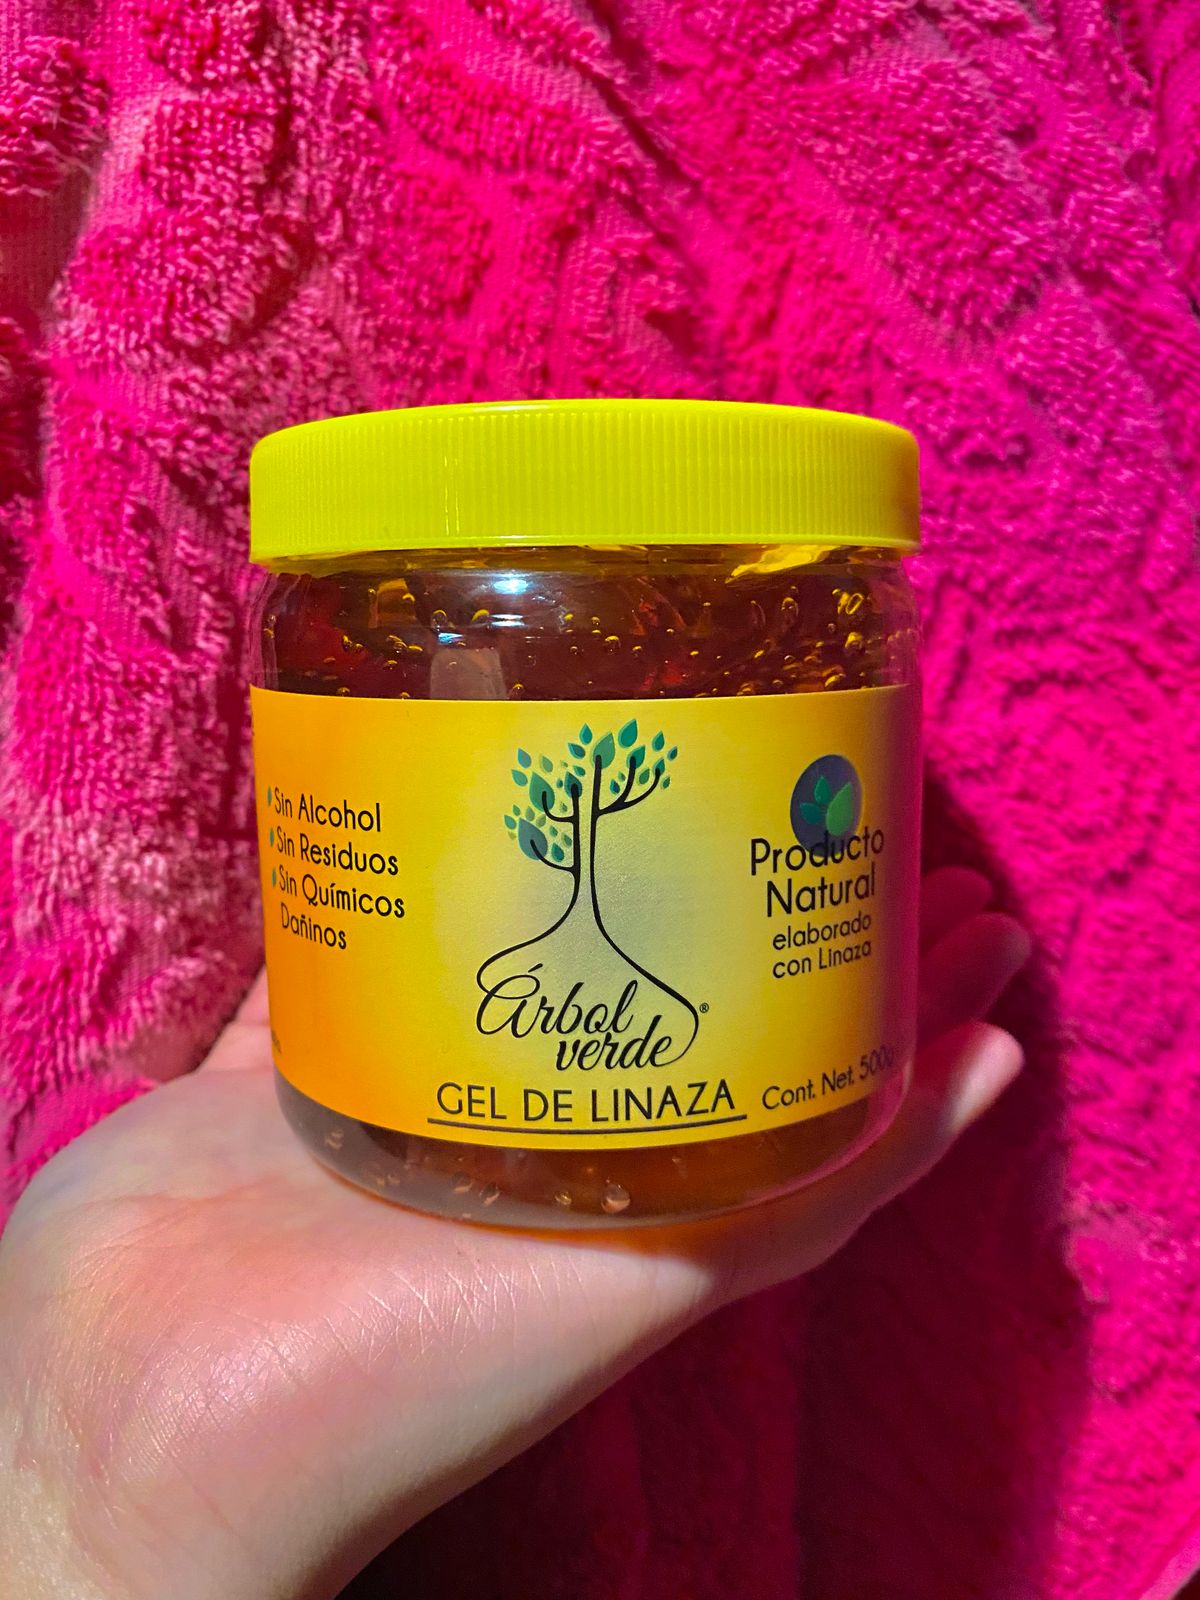 Sin Alcohol
Sin Residuos
Sin Químicos
Dañinos
Árbol
verde®
GEL DE LINAZA
Producto
Natural
elaborado
con Linaza
Cont. Net. 500g